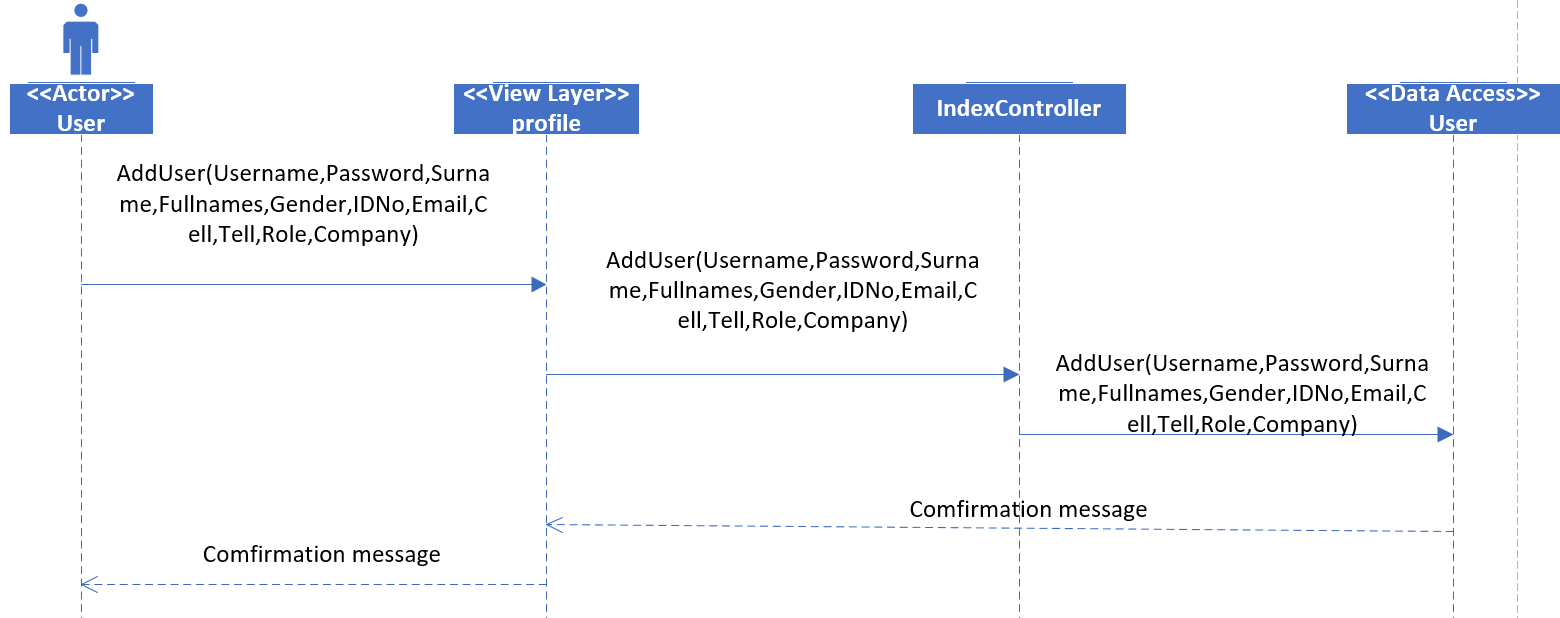 <<Actor>>
User
<<View Layer>>
profile
IndexController
<<Data Access>>
User
AddUser(Username,Password,Surna
me,Fullnames,Gender,IDNo,Email,C
ell,Tell,Role,Company)
AddUser(Username,Password,Surna
me,Fullnames,Gender,IDNo,Email,C
ell,Tell,Role,Company)
AddUser(Username,Password,Surna
me,Fullnames,Gender,IDNo,Email,C
ell,Tell,Role,Company)
Comfirmation message
Comfirmation message